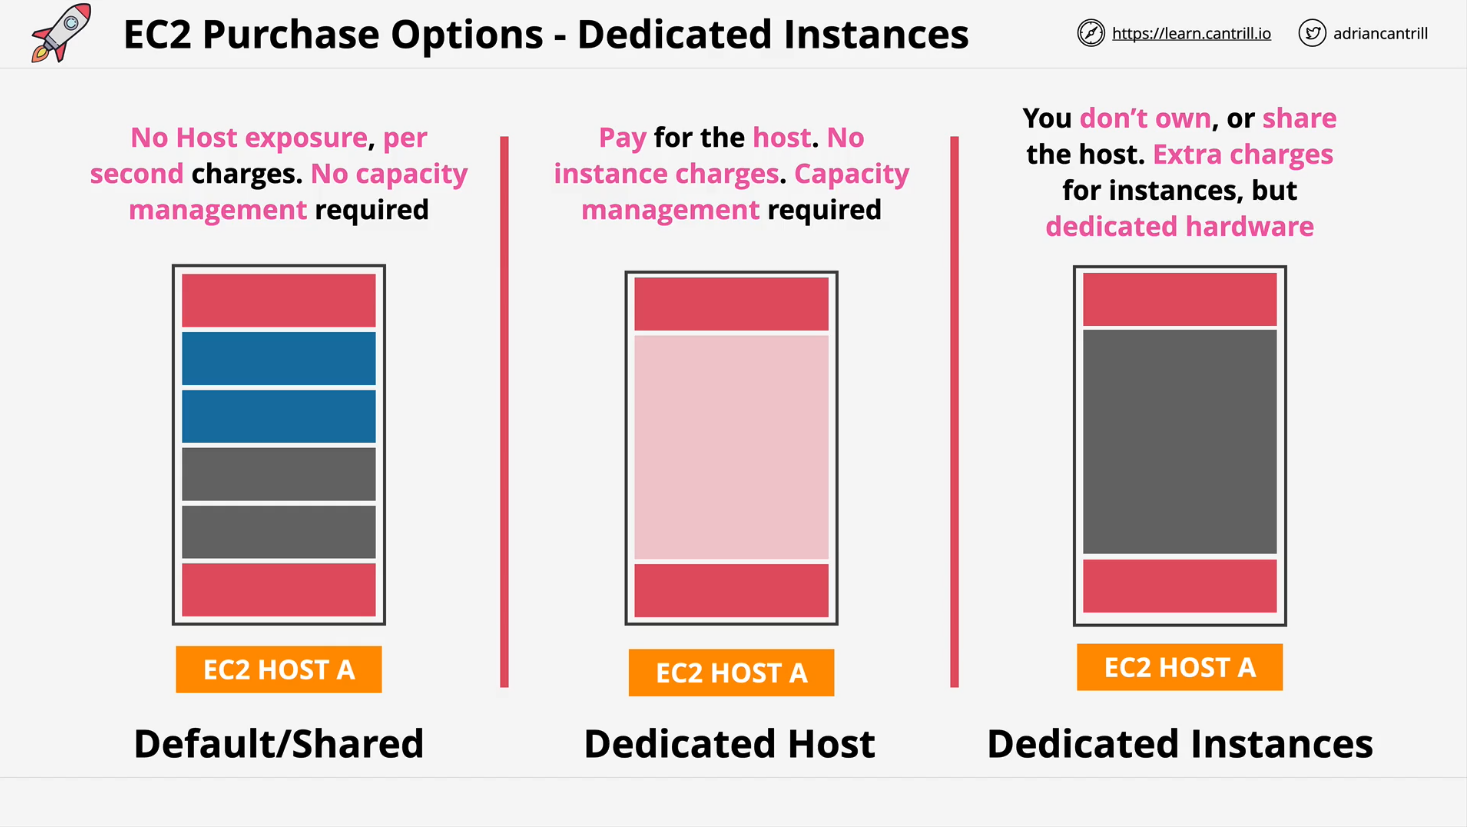 EC2 Purchase Options - Dedicated Instances
https://learn.cantrill.io
adriancantrill
No Host exposure, per
second charges. No capacity
management required
Pay for the host. No
instance charges. Capacity
management required
You don’t own, or share
the host. Extra charges
for instances, but
dedicated hardware
EC2 HOST A
EC2 HOST A
EC2 HOST A
Default/Shared
Dedicated Host
Dedicated Instances